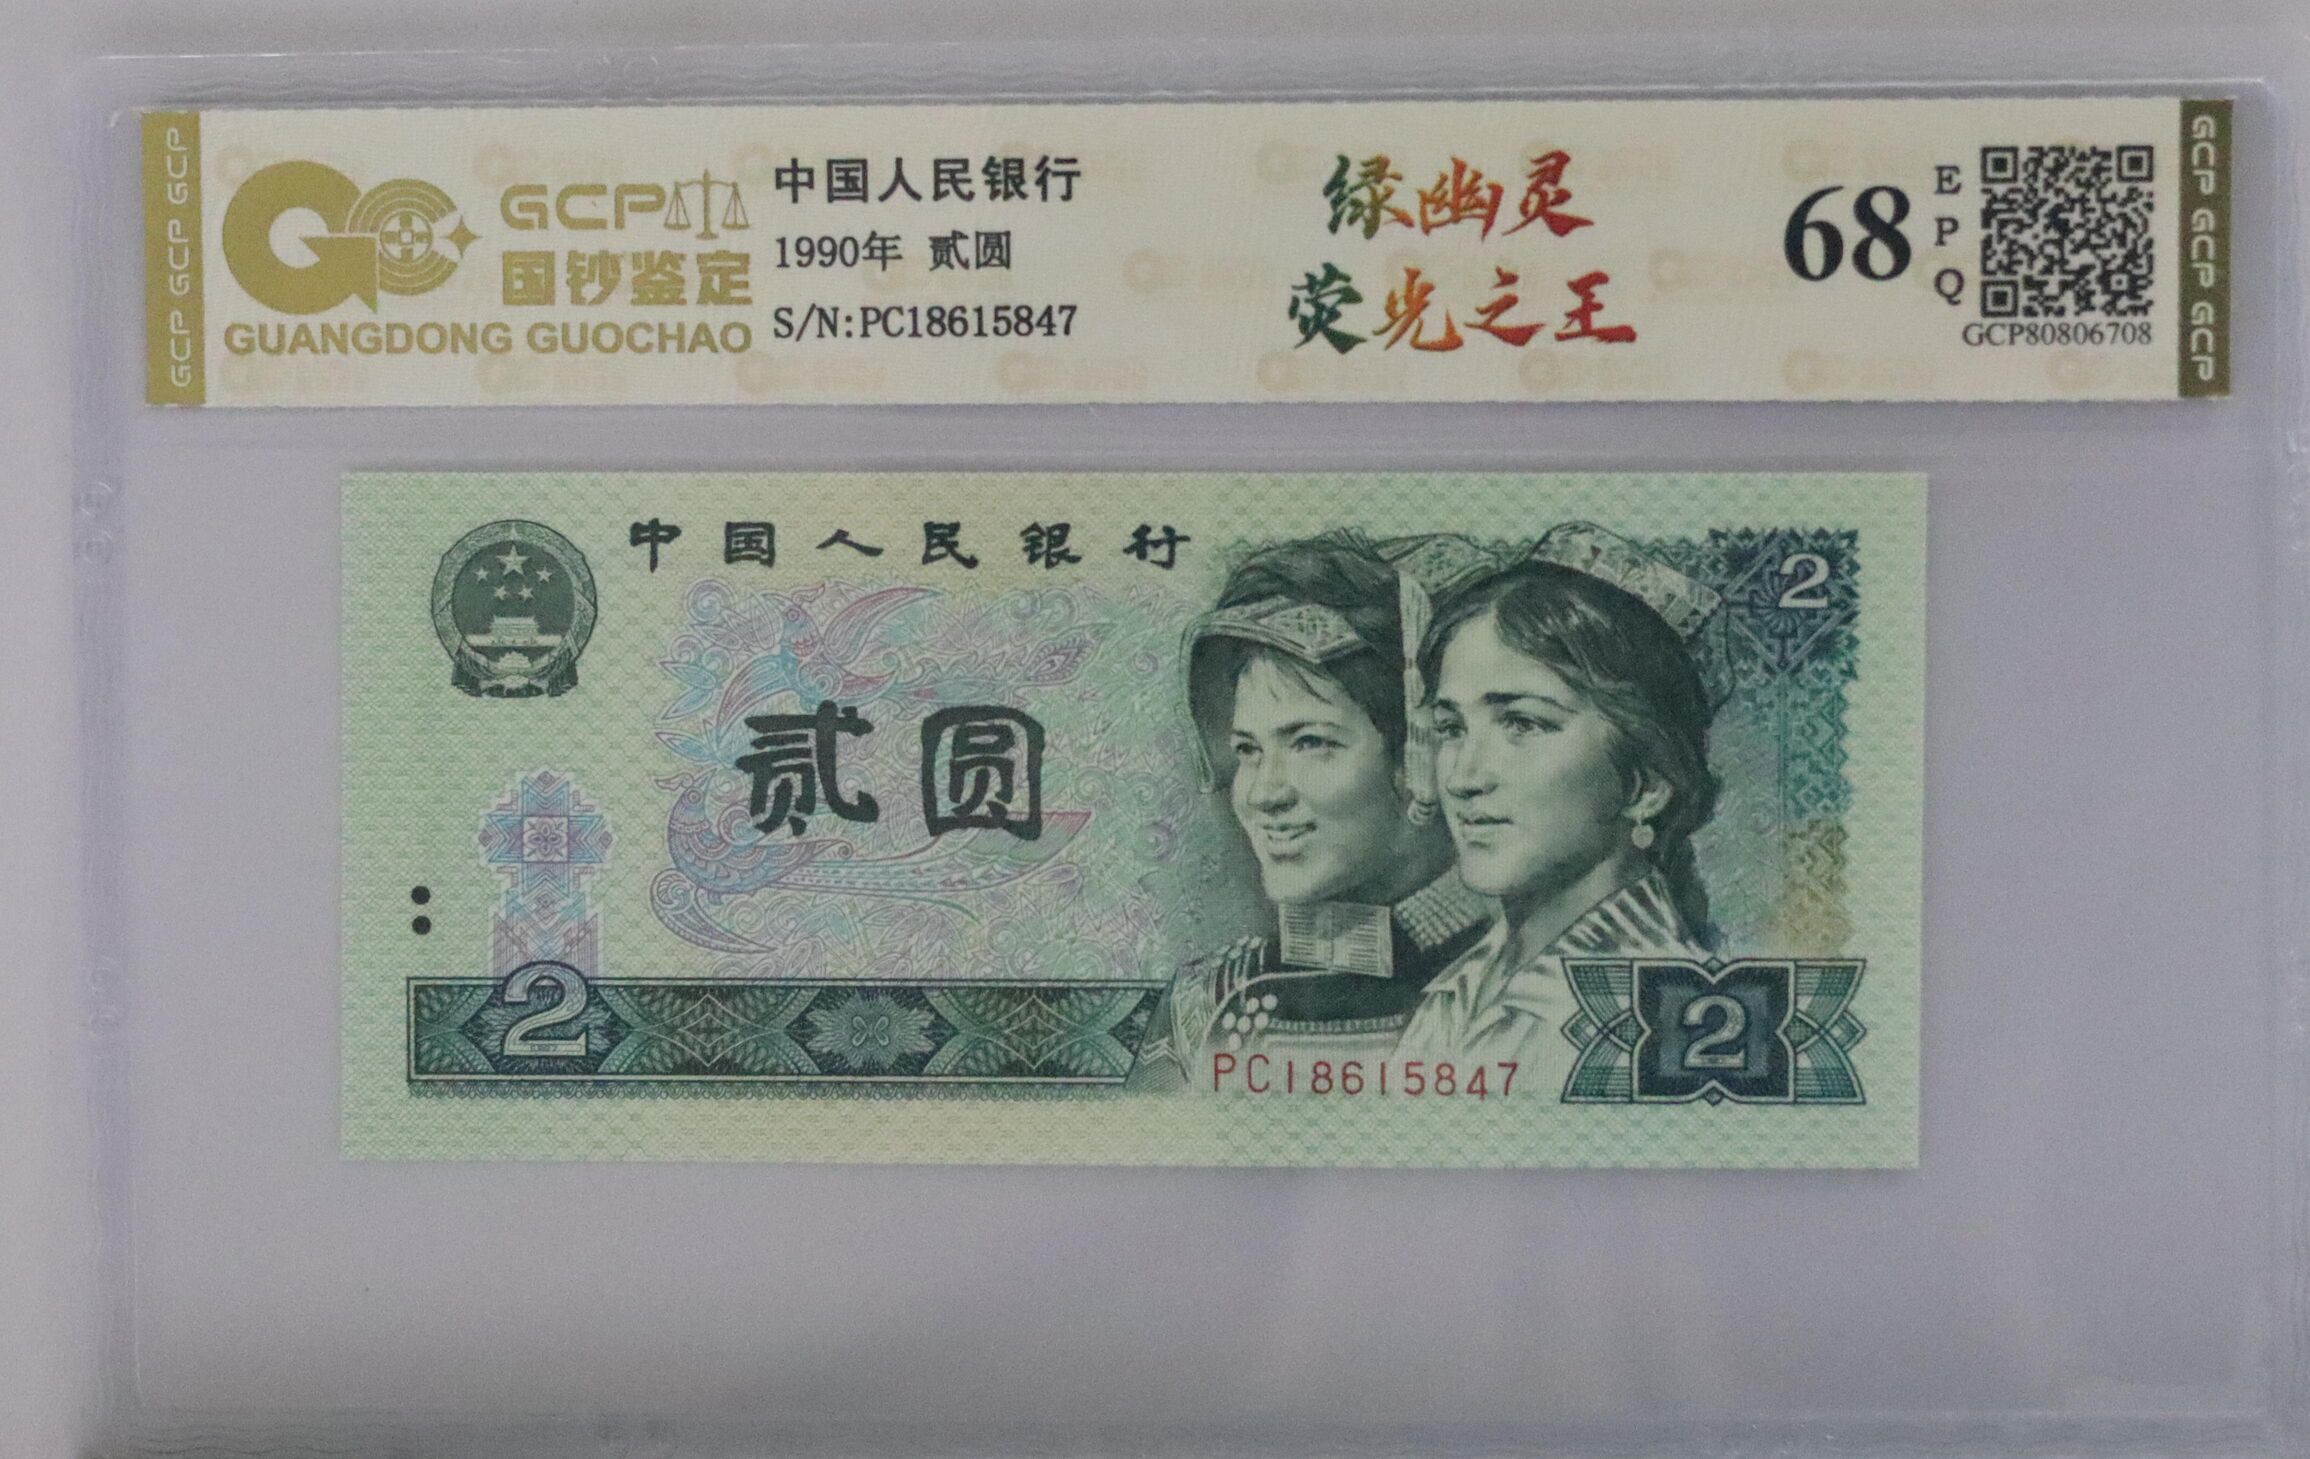 GCP GCP GCP
GCP
国钞鉴定
GUANGDONG GUOCHAO
中国人民银行
1990年 贰圆
S/N:PC18615847
绿幽灵
荧光之王
68
EPQ
GCP80806708
GCP GCP GCP
中国人民银行
2
贰圆
2
PC18615847
2